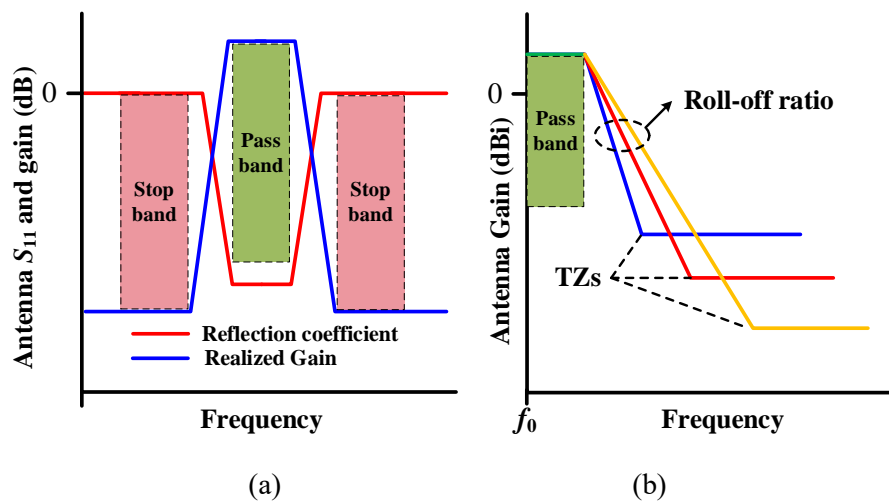 Antenna S11 and gain (dB)
0
Stop
band
Pass
band
Stop
band
Reflection coefficient
Realized Gain
Frequency
(a)
Antenna Gain (dBi)
0
Pass
band
Roll-off ratio
TZs
f0
Frequency
(b)